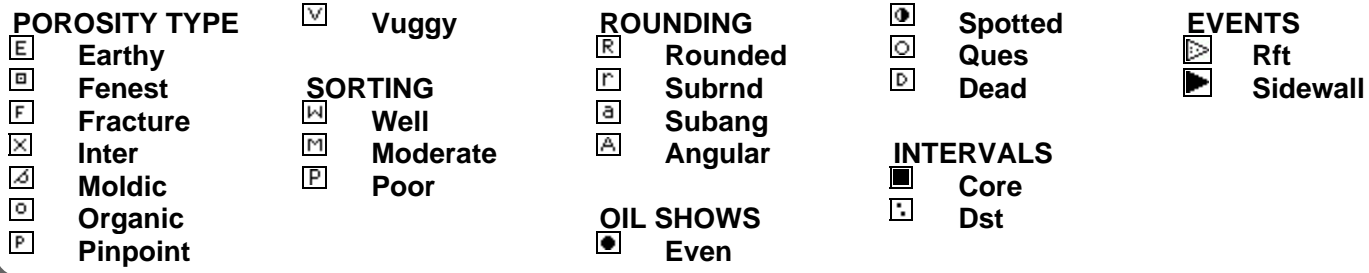 POROSITY TYPE
E Earthy
Fenest
F Fracture
X Inter
Moldic
O Organic
P Pinpoint
V Vuggy
SORTING
W Well
M Moderate
P Poor
ROUNDING
R Rounded
r Subrnd
a Subang
A Angular
OIL SHOWS
Even
Spotted
Ques
D Dead
INTERVALS
Core
Dst
EVENTS
Rft
Sidewall